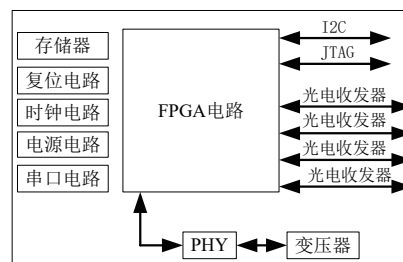 存储器
复位电路
时钟电路
电源电路
串口电路
FPGA电路
I2C
JTAG
光电收发器
光电收发器
光电收发器
光电收发器
PHY
变压器